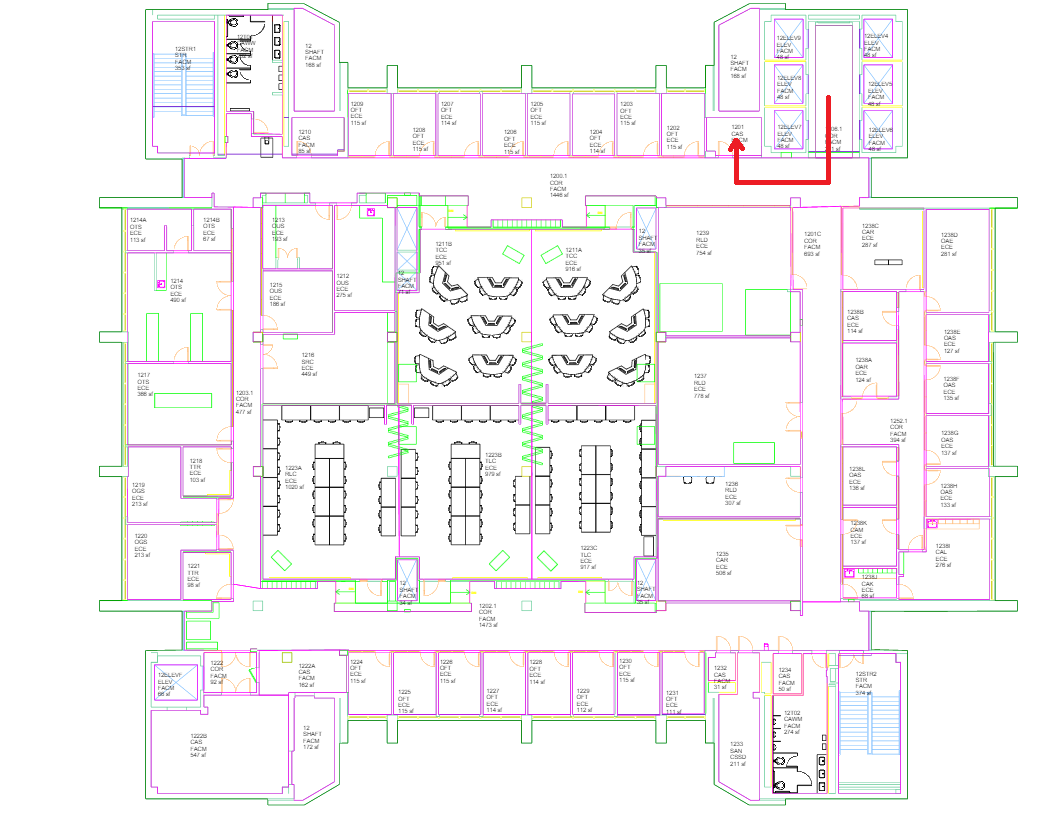 12STR1
STR
FACM
353 sf
12
SHAFT
FACM
168 sf
12
SHAFT
FACM
168 sf
12ELEV9
ELEV
FACM
48 sf
12ELEV4
ELEV
FACM
48 sf
12ELEV8
ELEV
FACM
48 sf
12ELEV5
ELEV
FACM
48 sf
12ELEV7
ELEV
FACM
48 sf
12ELEV6
ELEV
FACM
48 sf
1210
CAS
FACM
85 sf
1209
OFT
ECE
115 sf
1208
OFT
ECE
115 sf
1207
OFT
ECE
114 sf
1206
OFT
ECE
115 sf
1205
OFT
ECE
115 sf
1204
OFT
ECE
114 sf
1203
OFT
ECE
115 sf
1202
OFT
ECE
115 sf
1201
CAS
1200.1
COR
FACM
1446 sf
1214A
OTS
ECE
113 sf
1214B
OTS
ECE
67 sf
1213
OUS
ECE
193 sf
1214
OTS
ECE
490 sf
1215
OUS
ECE
186 sf
1212
OUS
ECE
275 sf
12
SHAFT
FACM
1211B
TCC
ECE
951 sf
1211A
TCC
ECE
916 sf
12
SHAFT
FACM
1239
RLD
ECE
754 sf
1201C
COR
FACM
693 sf
1238C
CAR
ECE
287 sf
1238D
OAE
ECE
281 sf
1238B
CAS
ECE
114 sf
1238E
OAS
ECE
127 sf
1216
SRC
ECE
449 sf
1217
OTS
ECE
388 sf
1203.1
COR
FACM
477 sf
1237
RLD
ECE
778 sf
1238A
OAR
ECE
124 sf
1238F
OAS
ECE
135 sf
1252.1
COR
FACM
394 sf
1238G
OAS
ECE
137 sf
1218
TTR
ECE
103 sf
1219
OGS
ECE
213 sf
1223A
RLC
ECE
1020 sf
1223B
TLC
ECE
979 sf
1236
RLD
ECE
307 sf
1238L
OAS
ECE
138 sf
1238H
OAS
ECE
133 sf
1220
OGS
ECE
213 sf
1221
TTR
ECE
98 sf
1223C
TLC
ECE
917 sf
1235
CAR
ECE
508 sf
1238K
CAM
ECE
137 sf
1238I
CAL
ECE
276 sf
1238J
CAK
ECE
68 sf
12
SHAFT
FACM
34 sf
12
SHAFT
FACM
35 sf
1202.1
COR
FACM
1473 sf
12ELEVF
ELEV
FACM
1222
COR
FACM
92 sf
1222A
CAS
FACM
162 sf
1222B
CAS
FACM
547 sf
12
SHAFT
FACM
172 sf
1224
OFT
ECE
115 sf
1225
OFT
ECE
115 sf
1226
OFT
ECE
115 sf
1227
OFT
ECE
114 sf
1228
OFT
ECE
114 sf
1229
OFT
ECE
112 sf
1230
OFT
ECE
115 sf
1231
OFT
ECE
111 sf
1232
CAS
FACM
31 sf
1233
SAN
CSSD
211 sf
1234
CAS
FACM
50 sf
12T02
CAWM
FACM
274 sf
12STR2
STR
FACM
374 sf